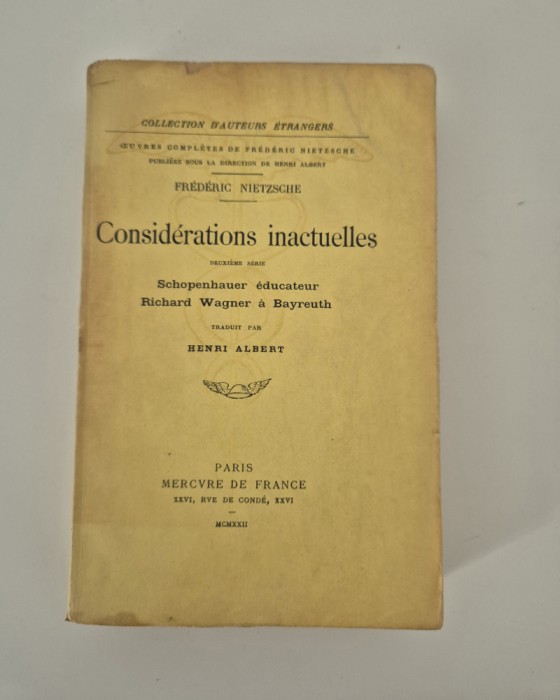 COLLECTION D'AUTEURS ÉTRANGERS
ŒUVRES COMPLÈTES DE FRÉDÉRIC NIETZSCHE
PUBLIÉES SOUS LA DIRECTION DE HENRI ALBERT
FRÉDÉRIC NIETZSCHE
Considérations inactuelles
DEUXIÈME SÉRIE
Schopenhauer éducateur
Richard Wagner à Bayreuth
TRADUIT PAR
HENRI ALBERT
PARIS
MERCVRE DE FRANCE
XXVI, RVE DE CONDÉ, XXVI
MCMXXII